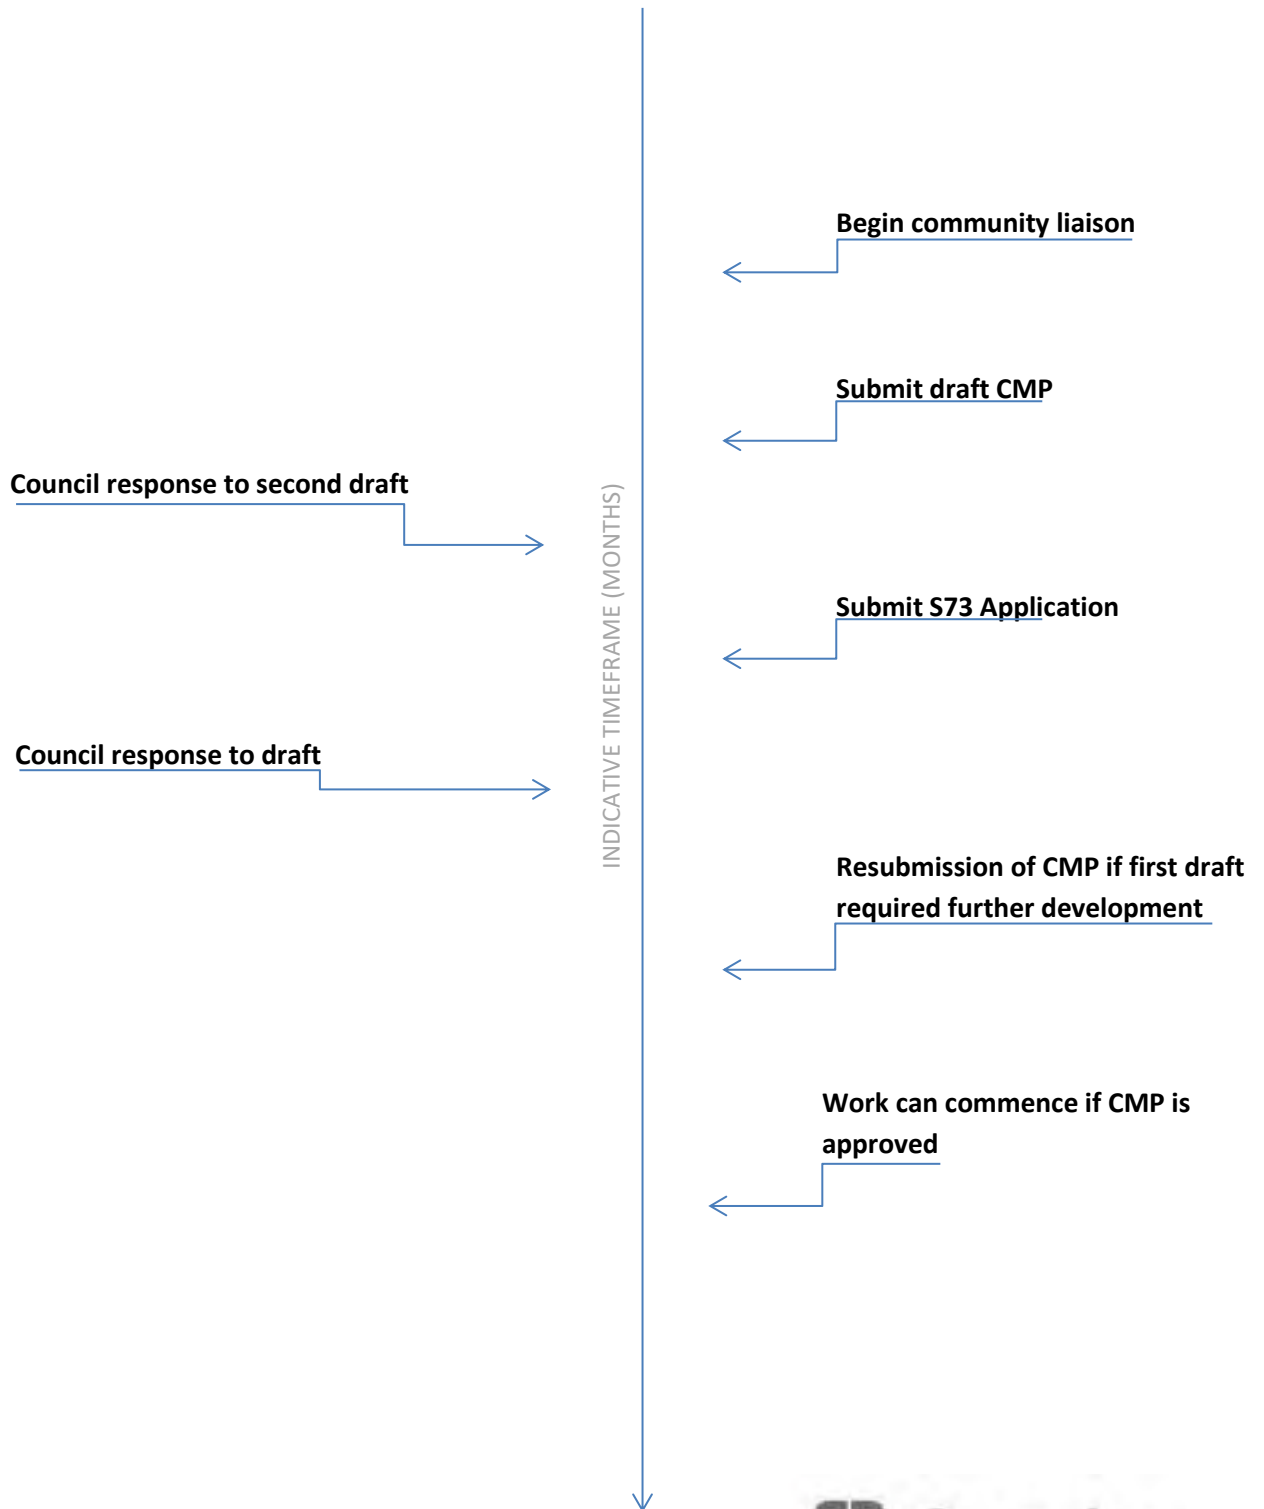 Begin community liaison
Submit draft CMP
Council response to second draft
INDICATIVE TIMEFRAME (MONTHS)
Submit S73 Application
Council response to draft
Resubmission of CMP if first draft
required further development
Work can commence if CMP is
approved